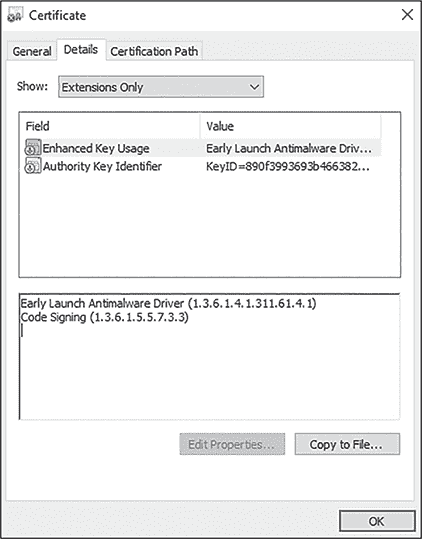 Certificate
General Details Certification Path
Show: Extensions Only
Field Value
Enhanced Key Usage Early Launch Antimalware Driv...
Authority Key Identifier KeyID=890f3993693b466382...
Early Launch Antimalware Driver (1.3.6.1.4.1.311.61.4.1)
Code Signing (1.3.6.1.5.5.7.3.3)
Edit Properties... Copy to File...
OK